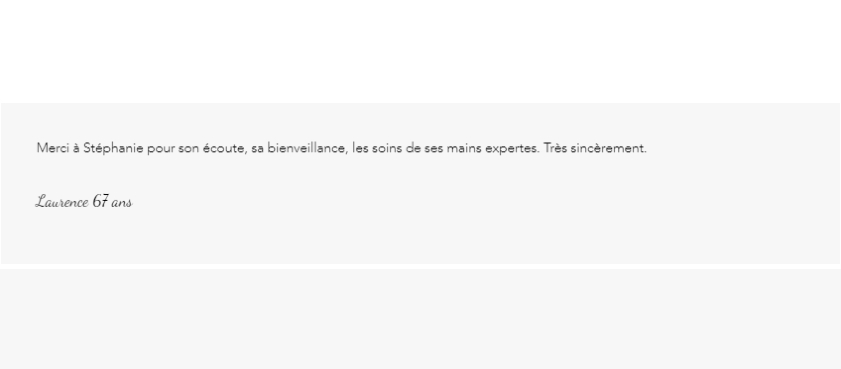 Merci à Stéphanie pour son écoute, sa bienveillance, les soins de ses mains expertes. Très sincèrement.
Laurence 67 ans